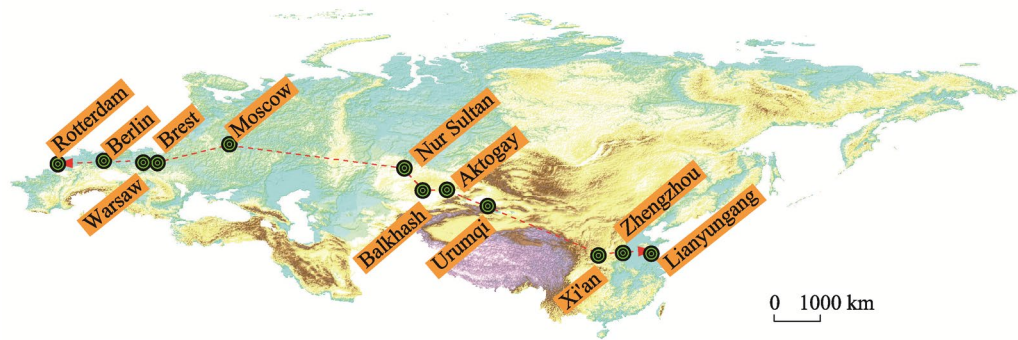 Rotterdam
Berlin
Brest
Moscow
Warsaw
Nur Sultan
Aktogay
Balkhash
Urumqi
Zhengzhou
Xi'an
Lianyungang
0 1000 km